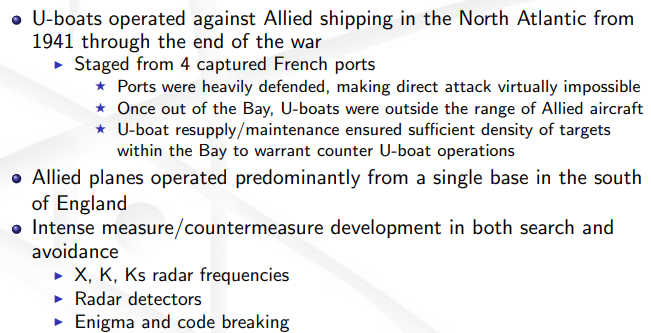 U-boats operated against Allied shipping in the North Atlantic from
1941 through the end of the war
Staged from 4 captured French ports
Ports were heavily defended, making direct attack virtually impossible
Once out of the Bay, U-boats were outside the range of Allied aircraft
U-boat resupply/maintenance ensured sufficient density of targets
within the Bay to warrant counter U-boat operations
Allied planes operated predominantly from a single base in the south
of England
Intense measure/countermeasure development in both search and
avoidance
X, K, Ks radar frequencies
Radar detectors
Enigma and code breaking